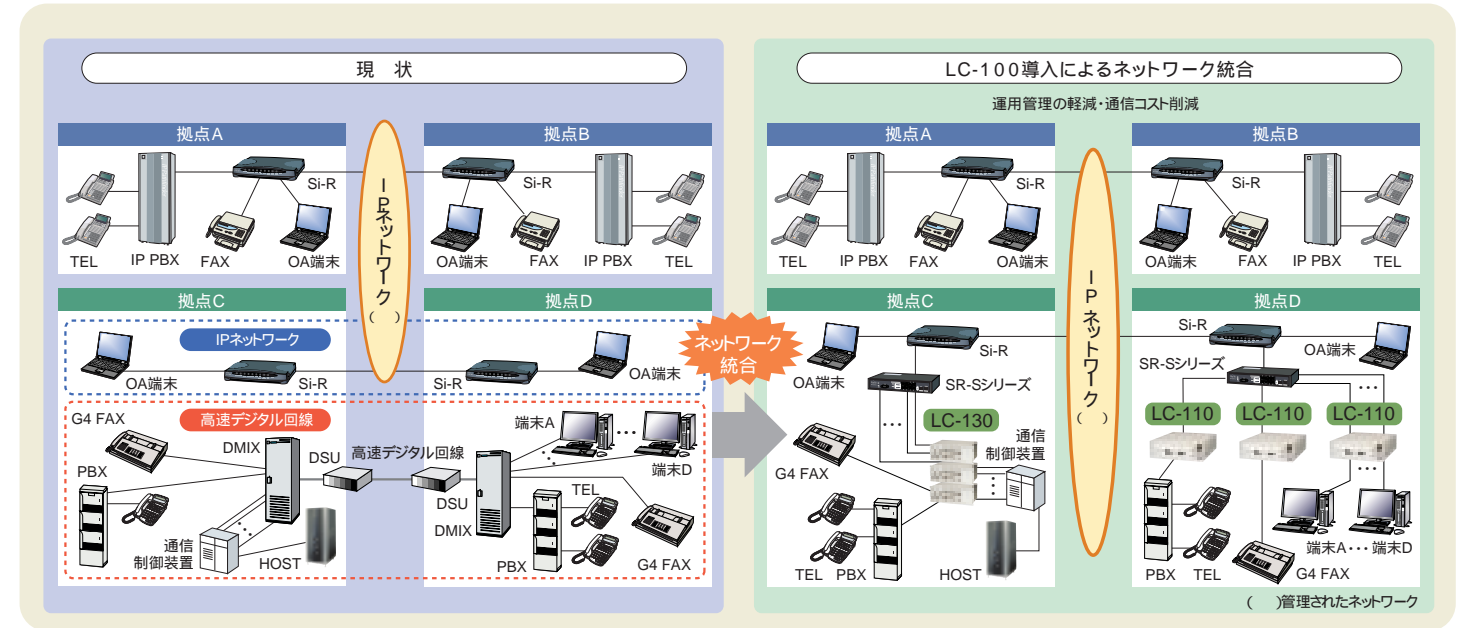 現 状
拠点A
拠点B
TEL
IP PBX
FAX
Si-R
OA端末
Si-R
OA端末
FAX
IP PBX
TEL
IPネットワーク
( )
拠点C
拠点D
IPネットワーク
OA端末
Si-R
Si-R
OA端末
高速デジタル回線
G4 FAX
DMIX
DSU
高速デジタル回線
PBX
通信
制御装置
HOST
DSU
DMIX
端末A
端末D
TEL
PBX
G4 FAX
ネットワーク
統合
LC-100導入によるネットワーク統合
運用管理の軽減・通信コスト削減
拠点A
拠点B
TEL
IP PBX
FAX
Si-R
OA端末
Si-R
OA端末
FAX
IP PBX
TEL
IPネットワーク
( )
拠点C
拠点D
OA端末
Si-R
SR-Sシリーズ
LC-130
通信
制御装置
G4 FAX
TEL
PBX
HOST
Si-R
OA端末
SR-Sシリーズ
LC-110
LC-110
LC-110
端末A・・・端末D
PBX
TEL
G4 FAX
( )管理されたネットワーク